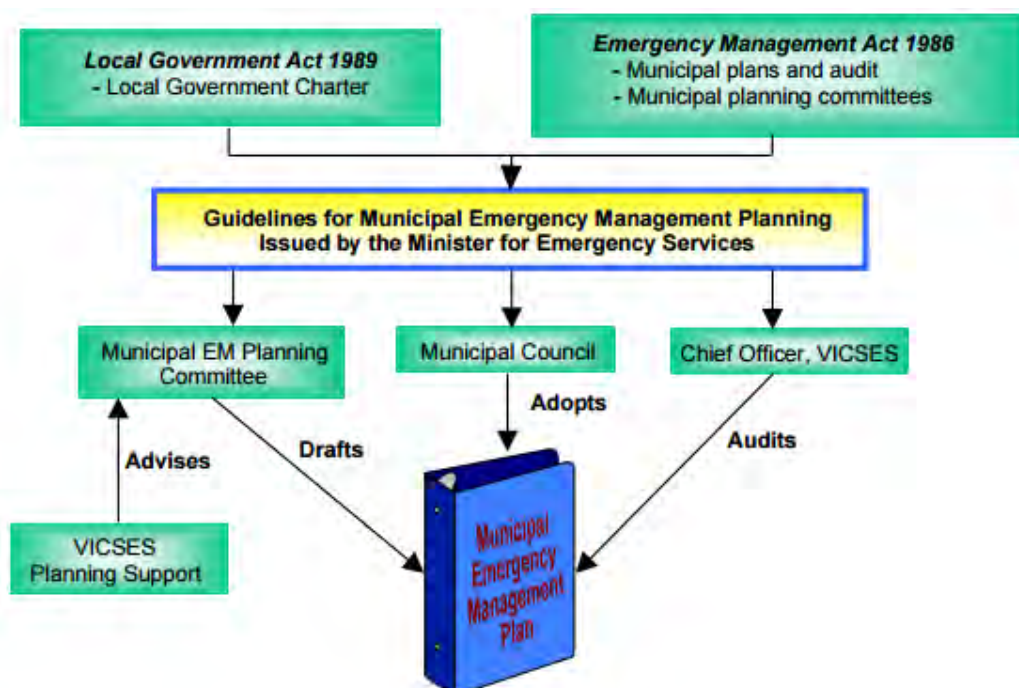 Local Government Act 1989
- Local Government Charter
Emergency Management Act 1986
- Municipal plans and audit
- Municipal planning committees
Guidelines for Municipal Emergency Management Planning
Issued by the Minister for Emergency Services
Municipal EM Planning
Committee
Municipal Council
Chief Officer, VICSES
Advises
Drafts
Adopts
Audits
VICSES
Planning Support
Municipal
Emergency
Management
Plan